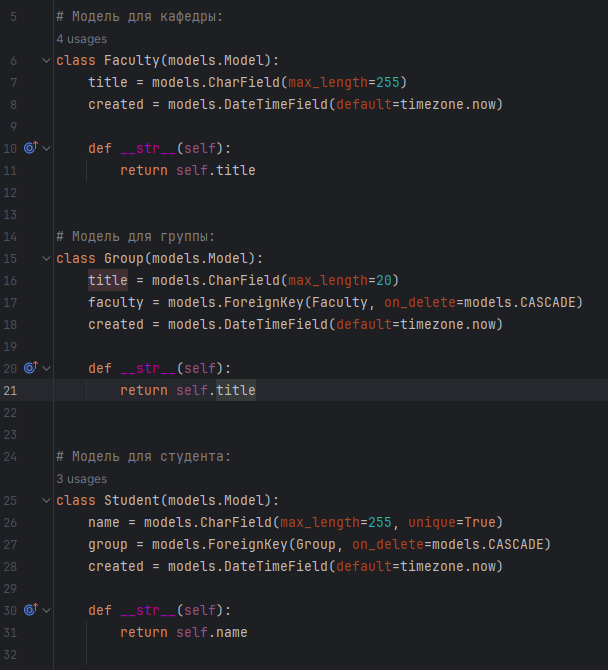 5 # Модель для кафедры:
4 usages
6 class Faculty(models.Model):
7     title = models.CharField(max_length=255)
8     created = models.DateTimeField(default=timezone.now)
9
10     def __str__(self):
11         return self.title
12
13
14 # Модель для группы:
15 class Group(models.Model):
16     title = models.CharField(max_length=20)
17     faculty = models.ForeignKey(Faculty, on_delete=models.CASCADE)
18     created = models.DateTimeField(default=timezone.now)
19
20     def __str__(self):
21         return self.title
22
23
24 # Модель для студента:
3 usages
25 class Student(models.Model):
26     name = models.CharField(max_length=255, unique=True)
27     group = models.ForeignKey(Group, on_delete=models.CASCADE)
28     created = models.DateTimeField(default=timezone.now)
29
30     def __str__(self):
31         return self.name
32